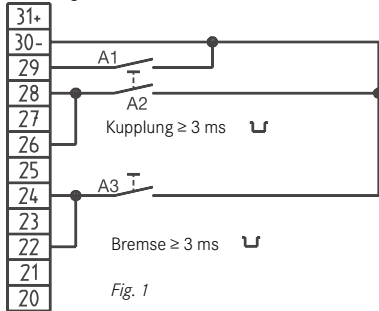 31+
30-
29
A1
28
A2
27
Kupplung ≥ 3 ms
26
25
24
A3
23
22
Bremse ≥ 3 ms
21
20
Fig. 1